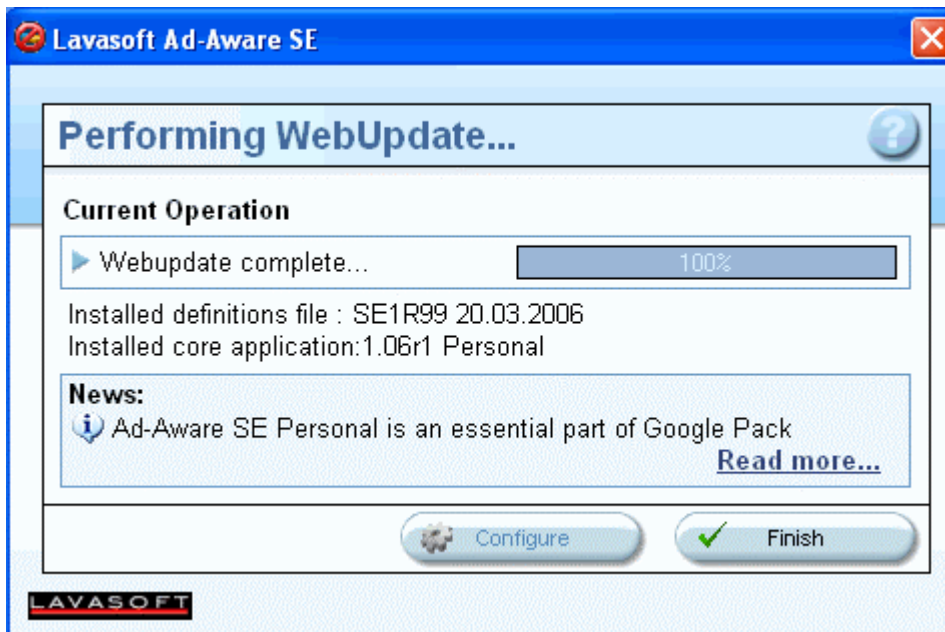 Lavasoft Ad-Aware SE
Performing WebUpdate...
?
Current Operation
Webupdate complete... 100%
Installed definitions file : SE1R99 20.03.2006
Installed core application:1.06r1 Personal
News:
Ad-Aware SE Personal is an essential part of Google Pack
Read more...
Configure Finish
LAVASOFT